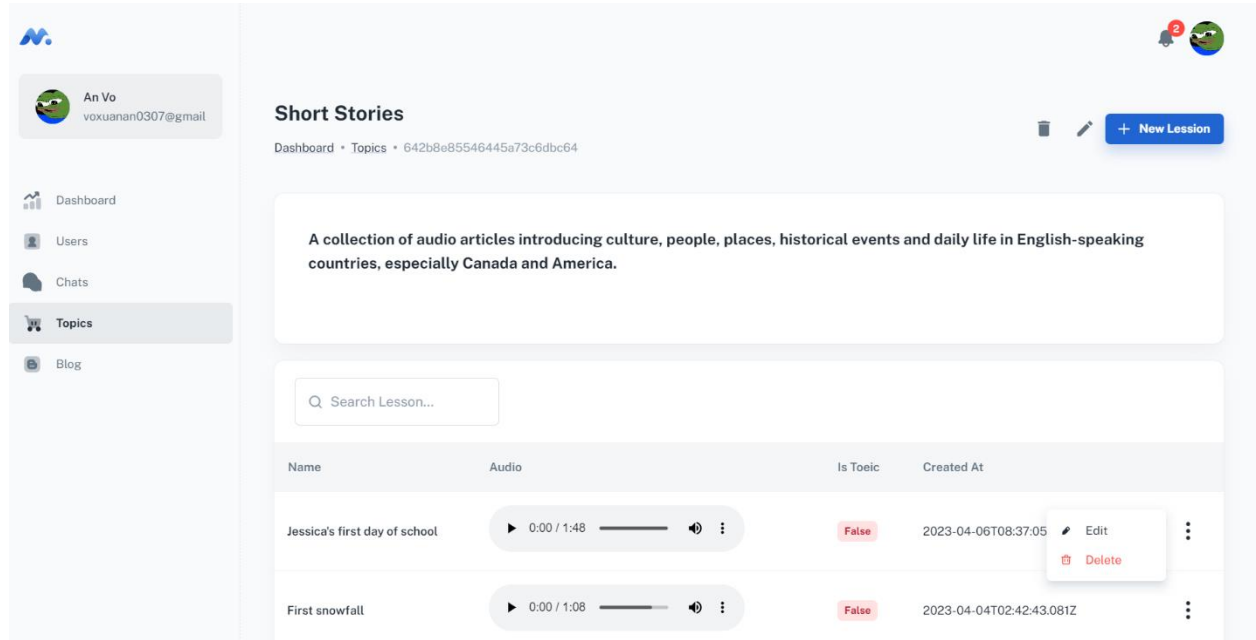 2
An Vo
voxuanan0307@gmail
Short Stories
+ New Lession
Dashboard • Topics • 642b8e85546445a73c6dbc64
Dashboard
Users
Chats
Topics
Blog
A collection of audio articles introducing culture, people, places, historical events and daily life in English-speaking
countries, especially Canada and America.
Search Lesson...
Name Audio Is Toeic Created At
Jessica's first day of school 0:00 / 1:48 False 2023-04-06T08:37:05
Edit
Delete
First snowfall 0:00 / 1:08 False 2023-04-04T02:42:43.081Z